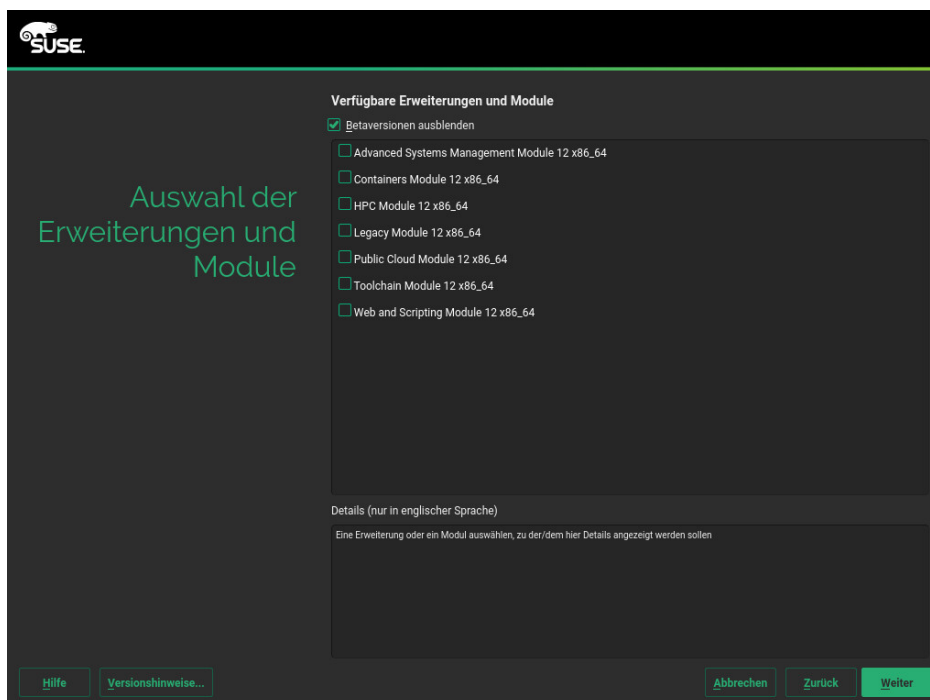 SUSE.
Verfügbare Erweiterungen und Module
Betaversionen ausblenden
Advanced Systems Management Module 12 x86_64
Containers Module 12 x86_64
HPC Module 12 x86_64
Legacy Module 12 x86_64
Public Cloud Module 12 x86_64
Toolchain Module 12 x86_64
Web and Scripting Module 12 x86_64
Auswahl der
Erweiterungen und
Module
Details (nur in englischer Sprache)
Eine Erweiterung oder ein Modul auswählen, zu der/dem hier Details angezeigt werden sollen
Hilfe
Versionshinweise...
Abbrechen
Zurück
Weiter